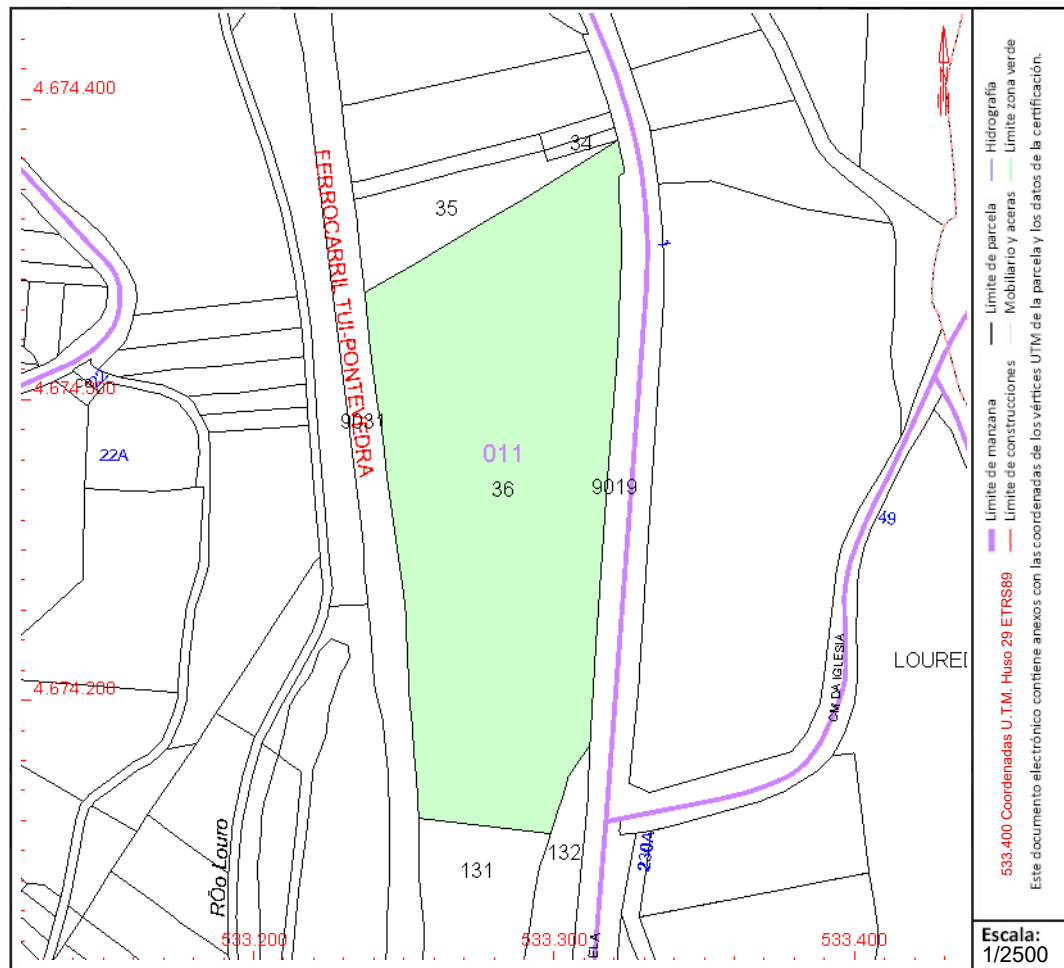 4.674.400
34
35
FERROCARRIL TUI-PONTEVEDRA
1
4.674.300
9031
011
22A
36
9019
49
LOUREI
4.674.200
CM DA IGLESIA
RÕo Louro
132
230A
131
533.200
533.300
533.400
EL A
Límite de manzana
Límite de parcela
Hidrografía
Límite de construcciones
Mobiliario y aceras
Límite zona verde
533.400 Coordenadas U.T.M. Huso 29 ETRS89
Este documento electrónico contiene anexos con las coordenadas de los vértices UTM de la parcela y los datos de la certificación.
Escala:
1/2500